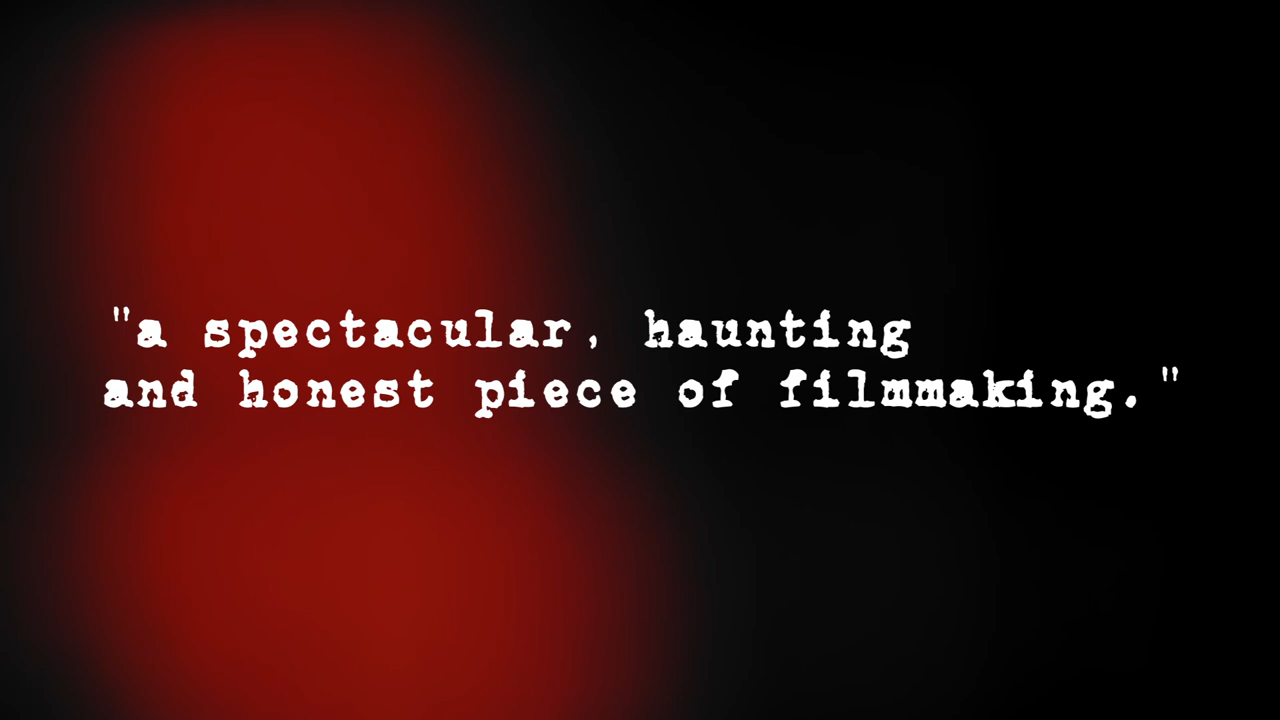 "a spectacular, haunting
and honest piece of filmmaking."